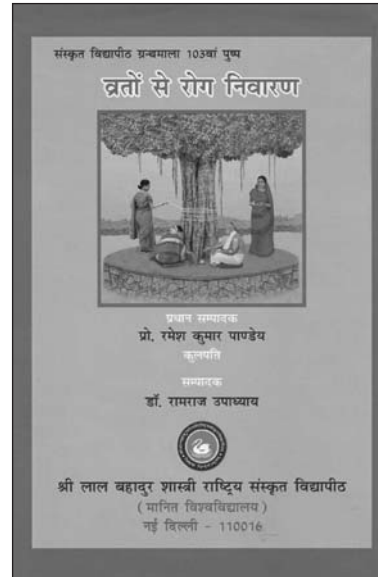 संस्कृत विद्यापीठ ग्रन्थमाला 103वां पुष्प
व्रतों से रोग निवारण
प्रधान सम्पादक
प्रो. रमेश कुमार पाण्डेय
कुलपति
सम्पादक
डॉ. रामराज उपाध्याय
श्री लाल बहादुर शास्त्री राष्ट्रिय संस्कृत विद्यापीठ
(मानित विश्वविद्यालय)
नई दिल्ली - 110016